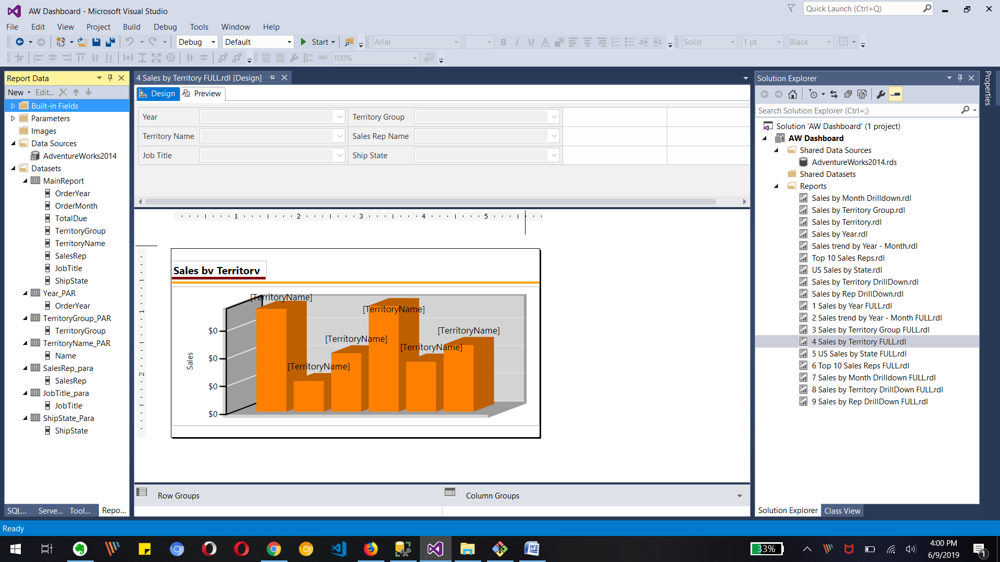 AW Dashboard - Microsoft Visual Studio
Quick Launch (Ctrl+Q)
File Edit View Project Build Debug Tools Window Help
Debug Default Start Arial Solid 1 pt Black
100%
Report Data
New Edit...
Built-in Fields
Parameters
Images
Data Sources
AdventureWorks2014
Datasets
MainReport
OrderYear
OrderMonth
TotalDue
TerritoryGroup
TerritoryName
SalesRep
JobTitle
ShipState
Year_PAR
OrderYear
TerritoryGroup_PAR
TerritoryGroup
TerritoryName_PAR
Name
SalesRep_para
SalesRep
JobTitle_para
JobTitle
ShipState_Para
ShipState
SQL... Serve... Tool... Repo...
4 Sales by Territory FULL.rdl [Design]
Design Preview
Year Territory Group
Territory Name Sales Rep Name
Job Title Ship State
1 2 3 4 5
1
2
Sales by Territory
[TerritoryName]
[TerritoryName]
[TerritoryName]
[TerritoryName]
[TerritoryName]
[TerritoryName]
Sales
$0
$0
$0
$0
Row Groups Column Groups
Solution Explorer
Search Solution Explorer (Ctrl+;)
Solution 'AW Dashboard' (1 project)
AW Dashboard
Shared Data Sources
AdventureWorks2014.rds
Shared Datasets
Reports
Sales by Month Drilldown.rdl
Sales by Territory Group.rdl
Sales by Territory.rdl
Sales by Year.rdl
Sales trend by Year - Month.rdl
Top 10 Sales Reps.rdl
US Sales by State.rdl
Sales by Territory DrillDown.rdl
Sales by Rep DrillDown.rdl
1 Sales by Year FULL.rdl
2 Sales trend by Year - Month FULL.rdl
3 Sales by Territory Group FULL.rdl
4 Sales by Territory FULL.rdl
5 US Sales by State FULL.rdl
6 Top 10 Sales Reps FULL.rdl
7 Sales by Month Drilldown FULL.rdl
8 Sales by Territory DrillDown FULL.rdl
9 Sales by Rep DrillDown FULL.rdl
Solution Explorer Class View
Properties
Ready
33%
4:00 PM
6/9/2019
1